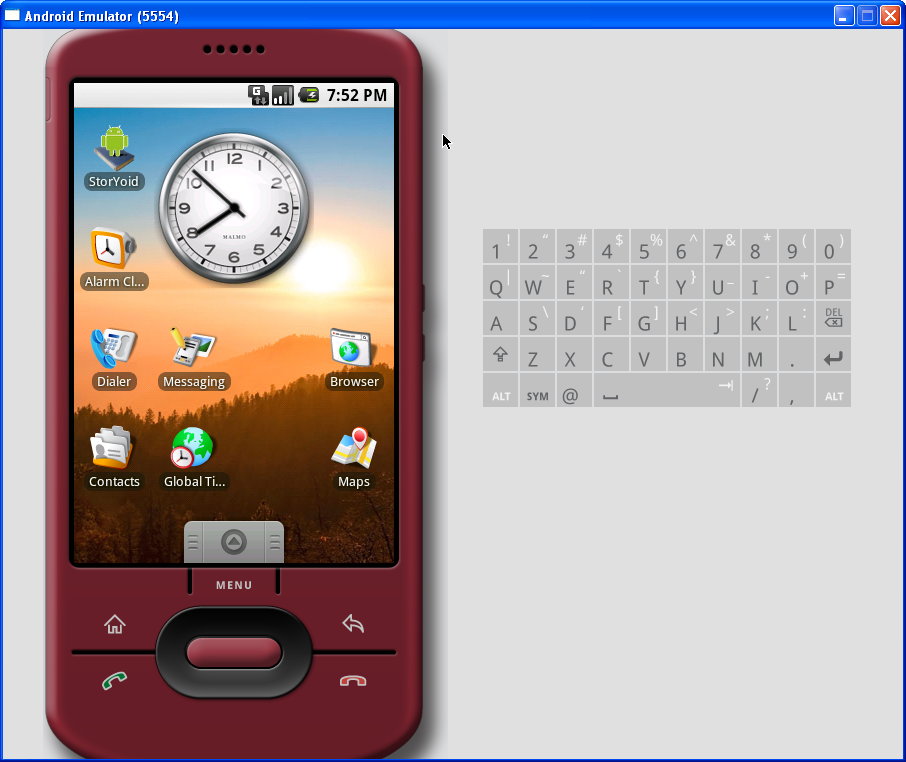 Android Emulator (5554)
G 7:52 PM
StorYoid
12 1 2 3 4 5 6 7 8 9 10 11
MALMO
Alarm Cl...
Dialer Messaging Browser
Contacts Global Ti... Maps
MENU
1 ! 2 “ 3 # 4 $ 5 % 6 ^ 7 & 8 * 9 ( 0 )
Q | W ~ E “ R ` T { Y } U _ I - O + P =
A S \ D ‘ F [ G ] H < J > K ; L : DEL
Z X C V B N M .
ALT SYM @ / ? , ALT